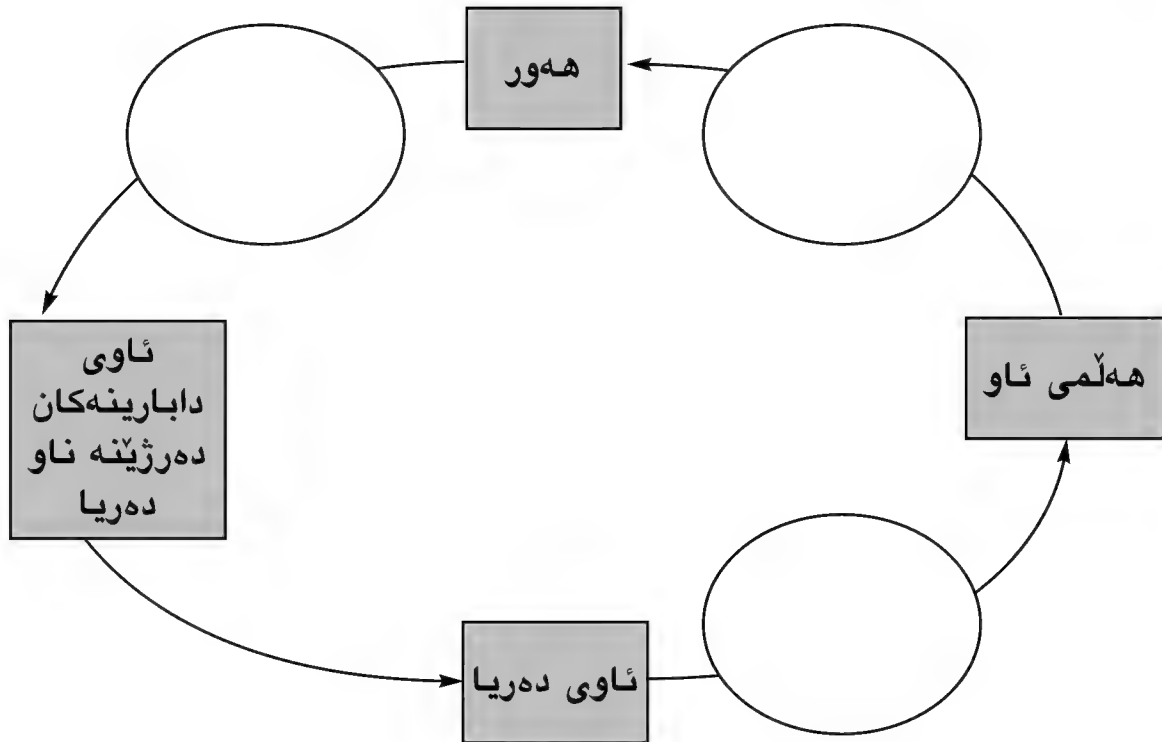 هەور
هەڵمی ئاو
ئاوی
دابارینەکان
دەرژێنە ناو
دەریا
ئاوی دەریا